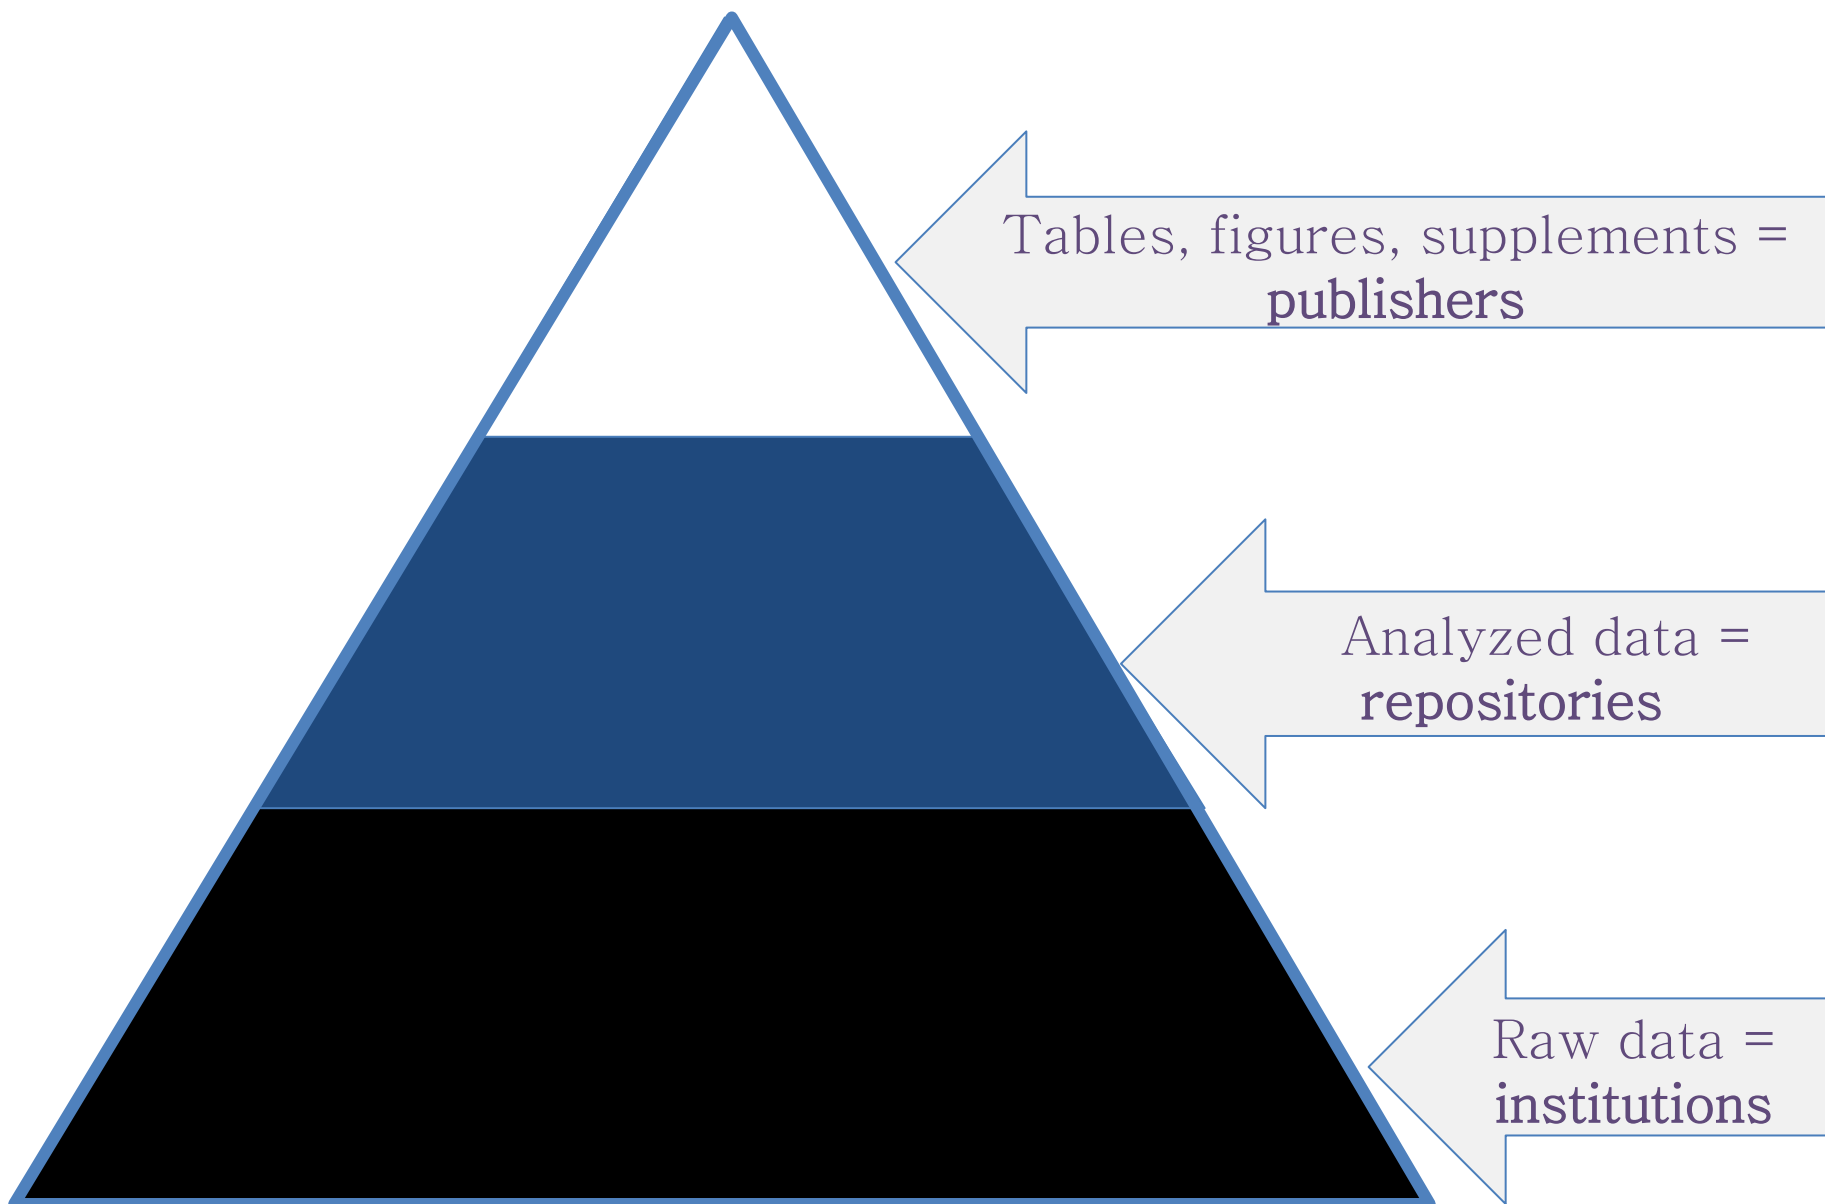 Tables, figures, supplements =
publishers
Analyzed data =
repositories
Raw data =
institutions